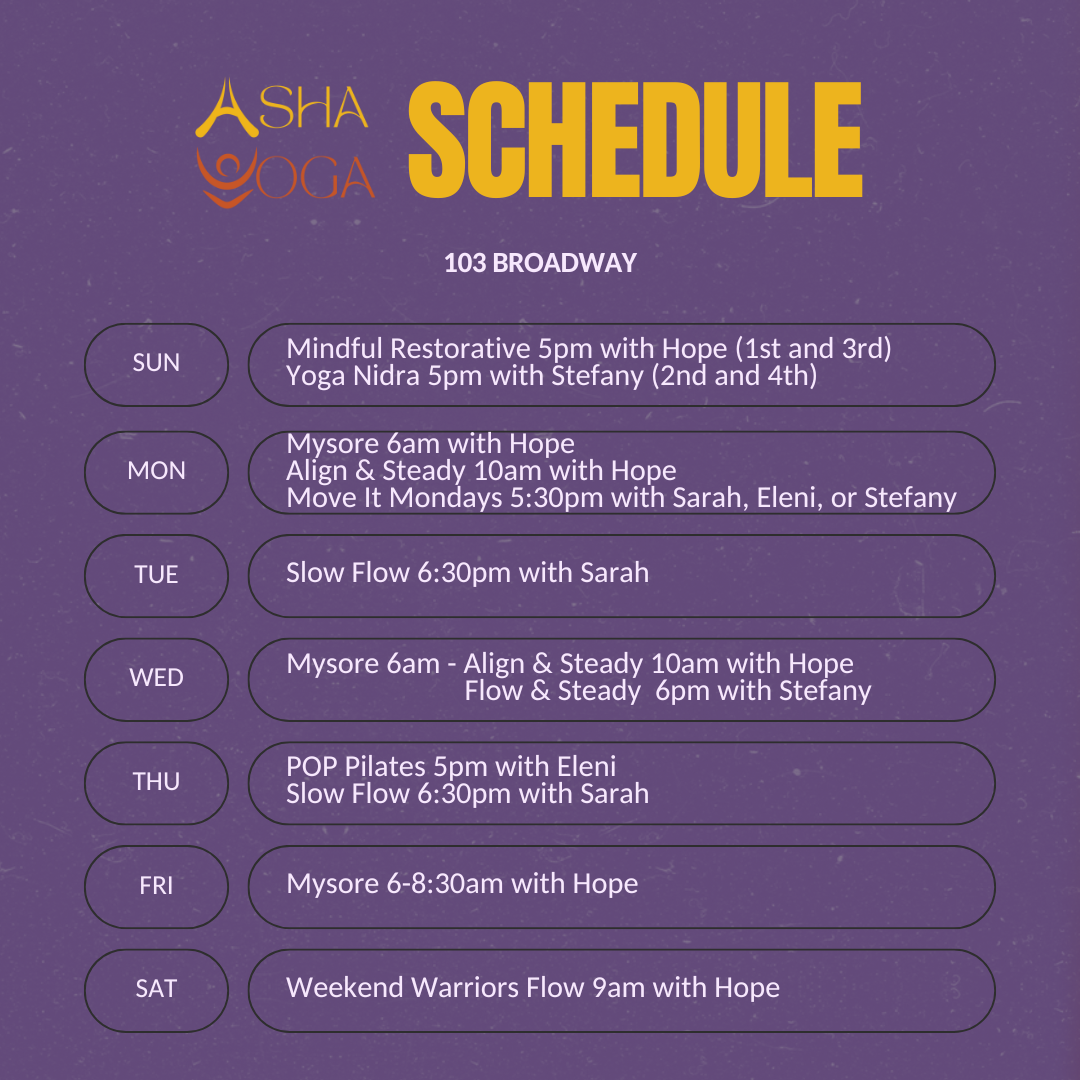 ASHA
YOGA
SCHEDULE
103 BROADWAY
SUN
Mindful Restorative 5pm with Hope (1st and 3rd)
Yoga Nidra 5pm with Stefany (2nd and 4th)
MON
Mysore 6am with Hope
Align & Steady 10am with Hope
Move It Mondays 5:30pm with Sarah, Eleni, or Stefany
TUE
Slow Flow 6:30pm with Sarah
WED
Mysore 6am - Align & Steady 10am with Hope
Flow & Steady 6pm with Stefany
THU
POP Pilates 5pm with Eleni
Slow Flow 6:30pm with Sarah
FRI
Mysore 6-8:30am with Hope
SAT
Weekend Warriors Flow 9am with Hope